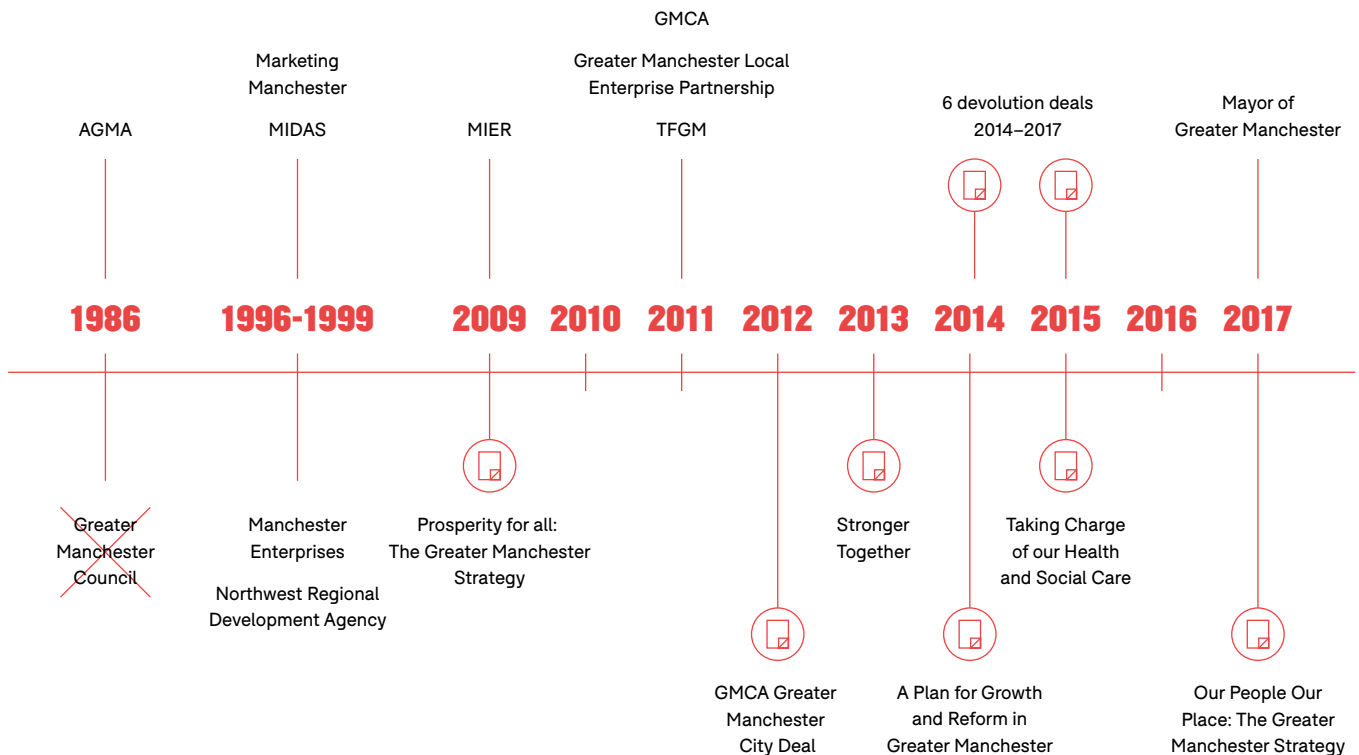 GMCA
Marketing
Manchester
Greater Manchester Local
Enterprise Partnership
6 devolution deals
2014–2017
Mayor of
Greater Manchester
AGMA
MIDAS
MIER
TFGM
1986
1996-1999
2009
2010
2011
2012
2013
2014
2015
2016
2017
Greater
Manchester
Council
Manchester
Enterprises
Northwest Regional
Development Agency
Prosperity for all:
The Greater Manchester
Strategy
Stronger
Together
Taking Charge
of our Health
and Social Care
GMCA Greater
Manchester
City Deal
A Plan for Growth
and Reform in
Greater Manchester
Our People Our
Place: The Greater
Manchester Strategy